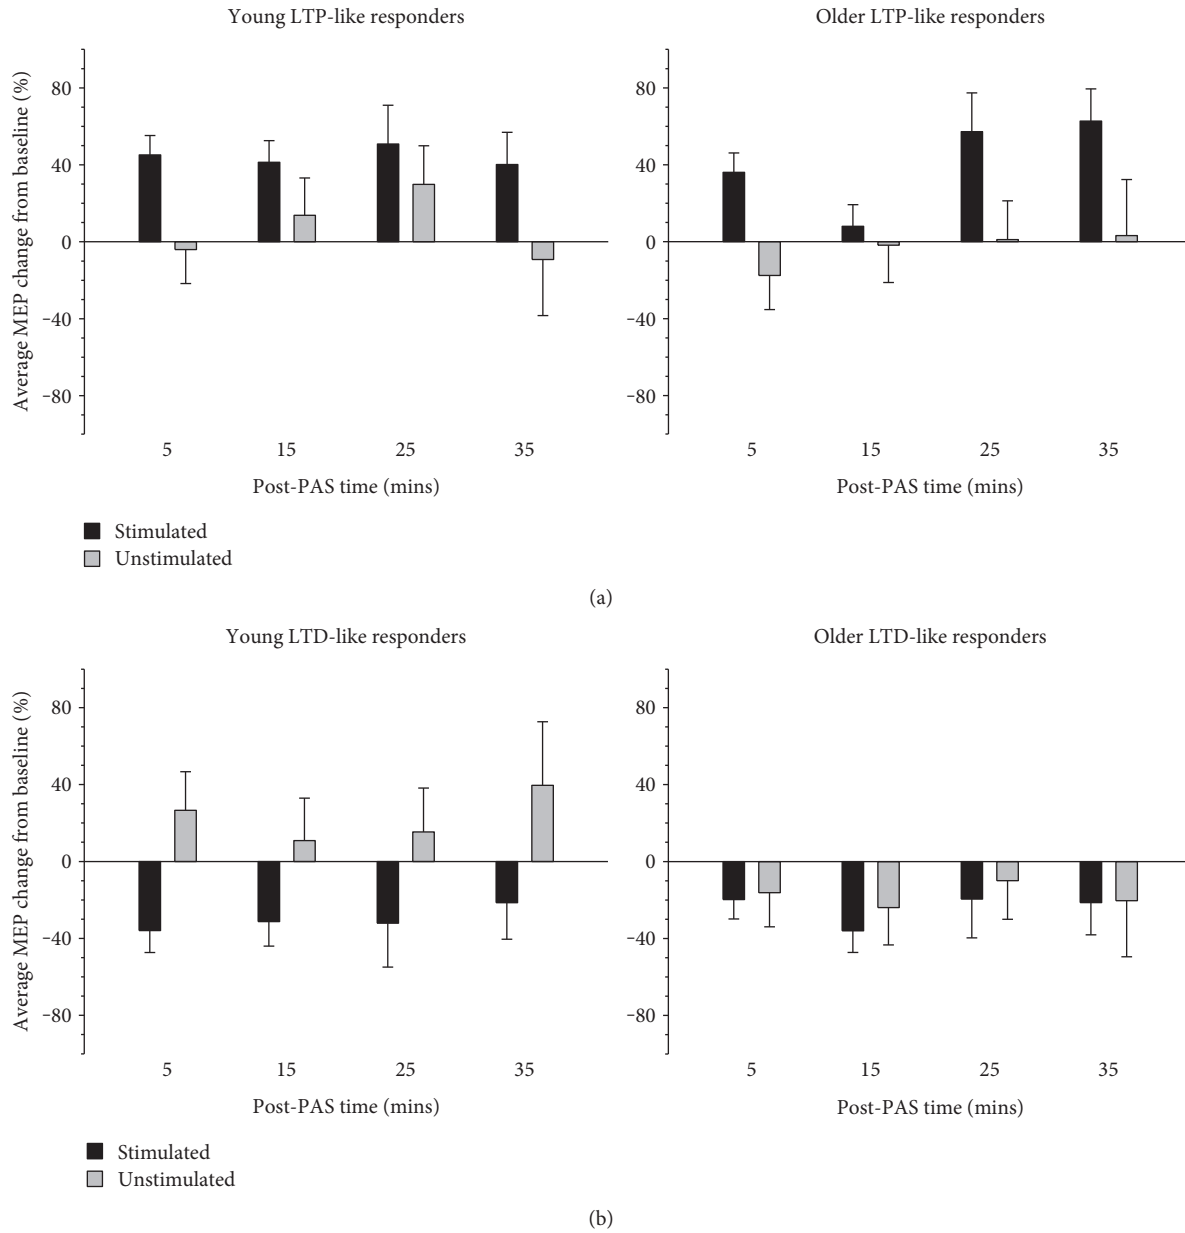 Young LTP-like responders
Older LTP-like responders
Average MEP change from baseline (%)
80
40
0
-40
-80
5 15 25 35
Post-PAS time (mins)
80
40
0
-40
-80
5 15 25 35
Post-PAS time (mins)
Stimulated
Unstimulated
(a)
Young LTD-like responders
Older LTD-like responders
Average MEP change from baseline (%)
80
40
0
-40
-80
5 15 25 35
Post-PAS time (mins)
80
40
0
-40
-80
5 15 25 35
Post-PAS time (mins)
Stimulated
Unstimulated
(b)